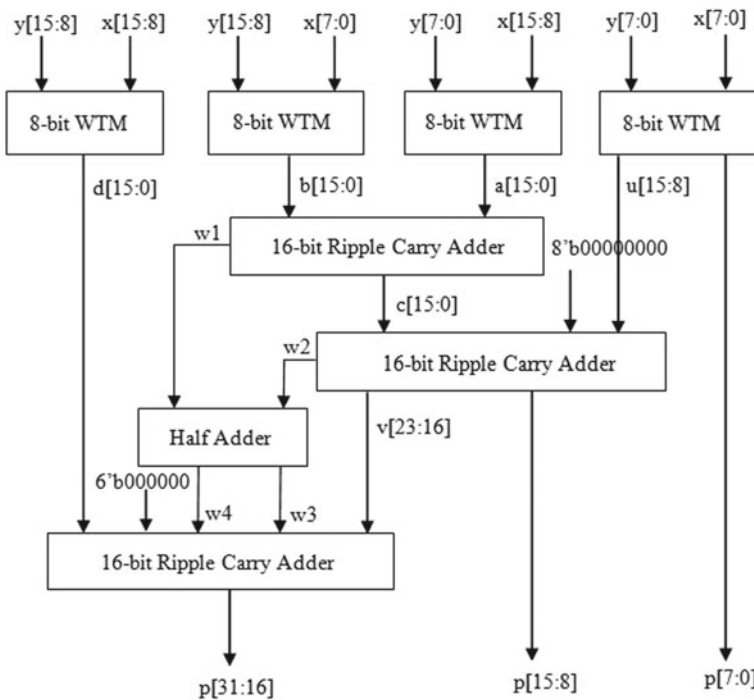 y[15:8] x[15:8] y[15:8] x[7:0] y[7:0] x[15:8] y[7:0] x[7:0]
8-bit WTM 8-bit WTM 8-bit WTM 8-bit WTM
d[15:0] b[15:0] a[15:0] u[15:8]
w1 16-bit Ripple Carry Adder 8'b00000000
c[15:0]
w2 16-bit Ripple Carry Adder
Half Adder v[23:16]
6'b000000
w4 w3
16-bit Ripple Carry Adder
p[31:16] p[15:8] p[7:0]